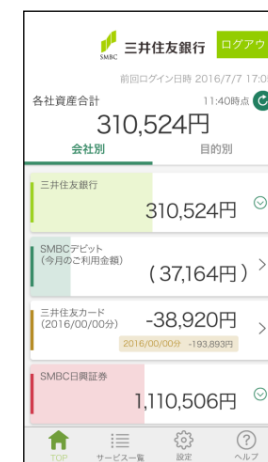 SMBC 三井住友銀行 ログアウ
前回ログイン日時 2016/7/7 17:0
各社資産合計 11:40時点
310,524円
会社別 目的別
三井住友銀行
310,524円
SMBCデビット
(今月のご利用金額)
(37,164円)
三井住友カード
(2016/00/00分) -38,920円
2016/00/00分 -193,893円
SMBC日興証券
1,110,506円
TOP サービス一覧 設定 ヘルプ